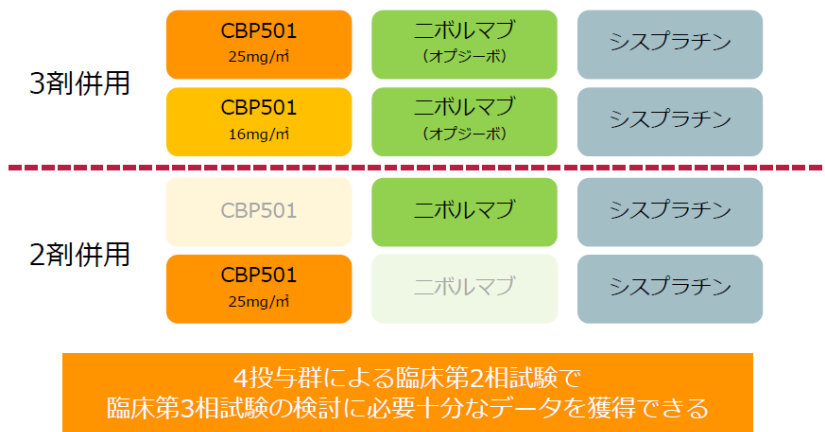 CBP501
25mg/㎡
ニボルマブ
(オプジーボ)
シスプラチン
3剤併用
CBP501
16mg/㎡
ニボルマブ
(オプジーボ)
シスプラチン
CBP501
ニボルマブ
シスプラチン
2剤併用
CBP501
25mg/㎡
ニボルマブ
シスプラチン
4投与群による臨床第2相試験で
臨床第3相試験の検討に必要十分なデータを獲得できる